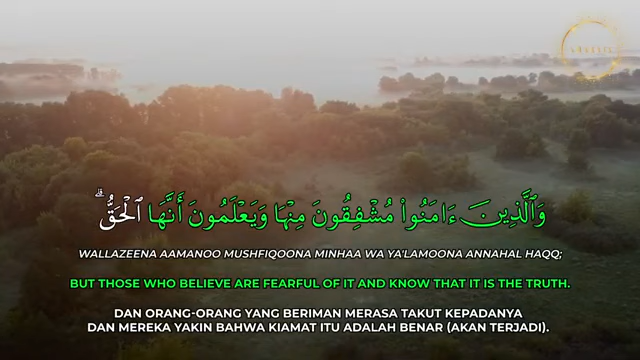 وَٱلَّذِينَ ءَامَنُوا۟ مُشْفِقُونَ مِنْهَا وَيَعْلَمُونَ أَنَّهَا ٱلْحَقُّ ۗ
WALLAZEENA AAMANOO MUSHFIQOONA MINHAA WA YA'LAMOONA ANNAHAL HAQQ;
BUT THOSE WHO BELIEVE ARE FEARFUL OF IT AND KNOW THAT IT IS THE TRUTH.
DAN ORANG-ORANG YANG BERIMAN MERASA TAKUT KEPADANYA
DAN MEREKA YAKIN BAHWA KIAMAT ITU ADALAH BENAR (AKAN TERJADI).